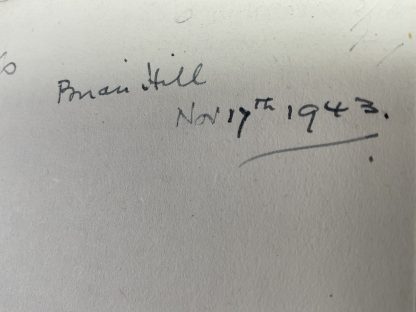 Brian Hill
Nov 17th 1943.